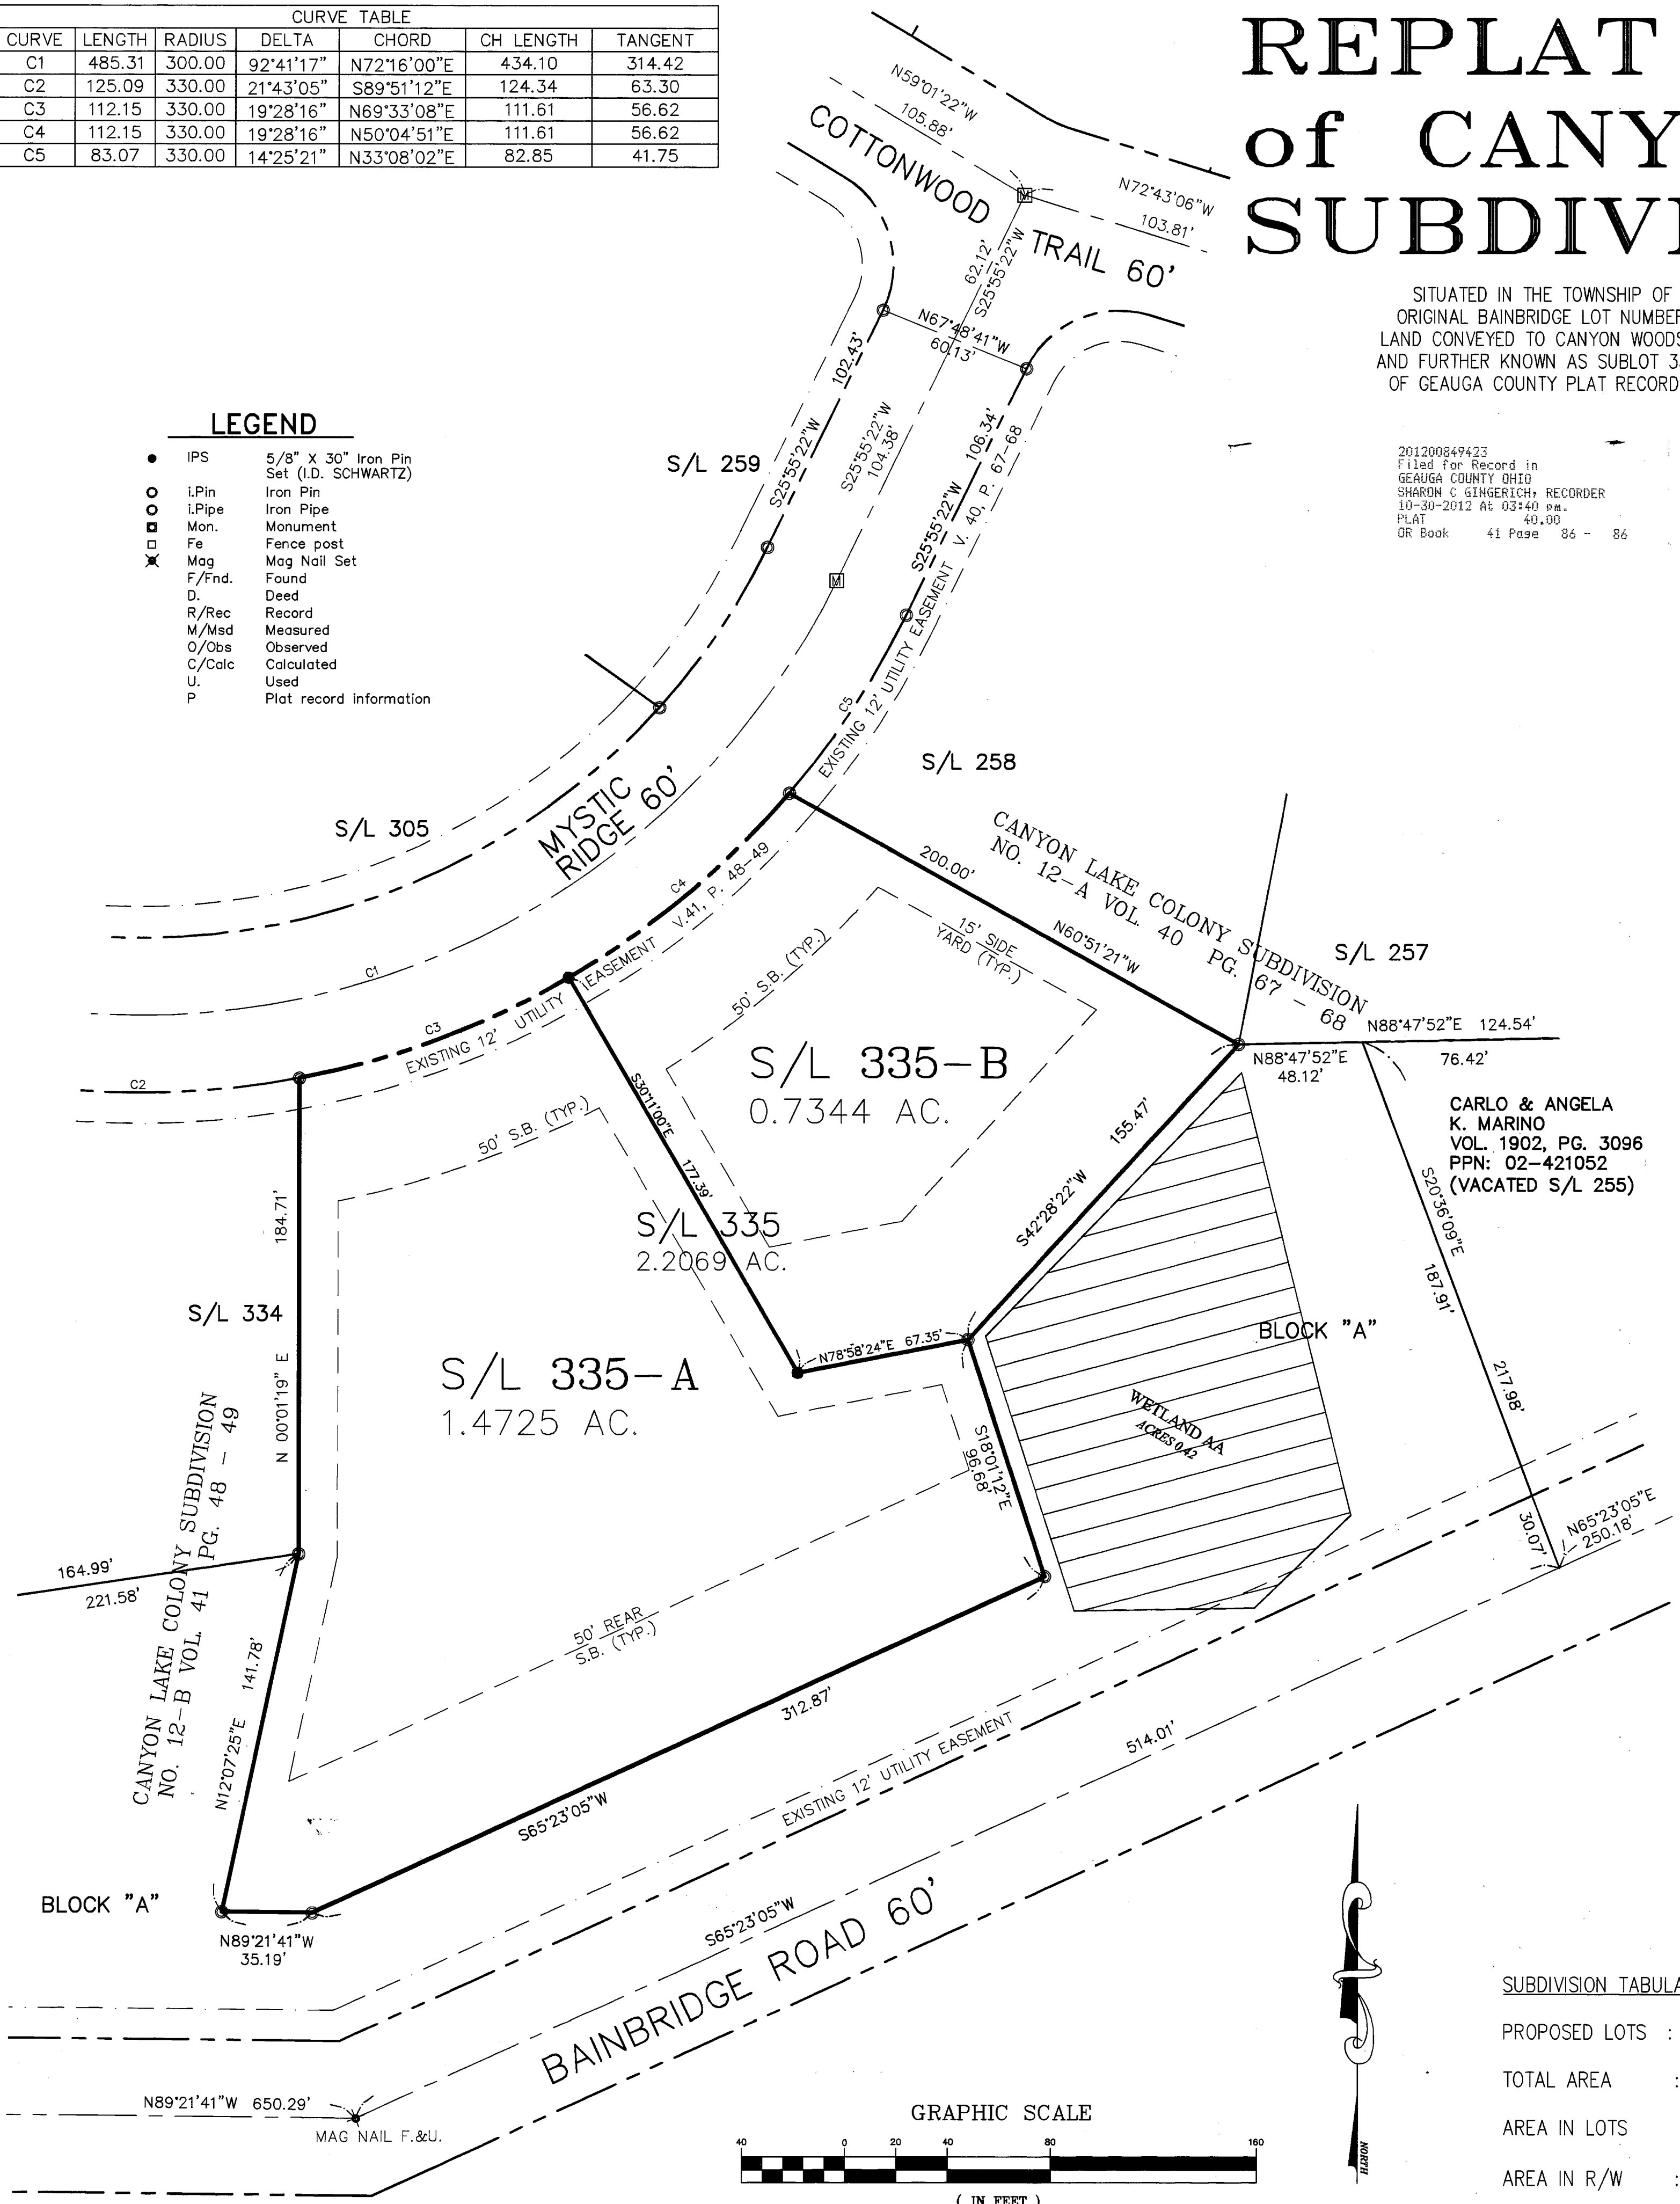 CURVE TABLE
CURVE LENGTH RADIUS DELTA CHORD CH LENGTH TANGENT
C1 485.31 300.00 92°41'17" N72°16'00"E 434.10 314.42
C2 125.09 330.00 21°43'05" S89°51'12"E 124.34 63.30
C3 112.15 330.00 19°28'16" N69°33'08"E 111.61 56.62
C4 112.15 330.00 19°28'16" N50°04'51"E 111.61 56.62
C5 83.07 330.00 14°25'21" N33°08'02"E 82.85 41.75
REPLAT
of CANY
SUBDIVI
SITUATED IN THE TOWNSHIP OF
ORIGINAL BAINBRIDGE LOT NUMBER
LAND CONVEYED TO CANYON WOODS
AND FURTHER KNOWN AS SUBLOT 3
OF GEAUGA COUNTY PLAT RECORD
201200849423
Filed for Record in
GEAUGA COUNTY OHIO
SHARON C GINGERICH, RECORDER
10-30-2012 At 03:40 pm.
PLAT 40.00
OR Book 41 Page 86 - 86
N59°01'22"W
105.88'
COTTONWOOD
TRAIL 60'
M
N72°43'06"W
103.81'
62.12'
S25°55'22"W
N67°48'41"W
60.13'
102.43'
S25°55'22"W
S25°55'22"W
104.38'
106.34'
S25°55'22"W
V. 40, P. 67-68
EXISTING 12' UTILITY EASEMENT
M
C5
LEGEND
IPS 5/8" X 30" Iron Pin
Set (I.D. SCHWARTZ)
i.Pin Iron Pin
i.Pipe Iron Pipe
Mon. Monument
Fe Fence post
Mag Mag Nail Set
F/Fnd. Found
D. Deed
R/Rec Record
M/Msd Measured
O/Obs Observed
C/Calc Calculated
U. Used
P Plat record information
S/L 259
S/L 258
S/L 305
MYSTIC
RIDGE 60'
CANYON LAKE COLONY SUBDIVISION
NO. 12-A VOL. 40 PG. 67 - 68
200.00'
N60°51'21"W
C4
V.41, P. 48-49
EXISTING 12' UTILITY EASEMENT
C1
C3
C2
50' S.B. (TYP.)
15' SIDE
YARD (TYP.)
S/L 257
N88°47'52"E 124.54'
N88°47'52"E
48.12'
76.42'
S/L 335-B
0.7344 AC.
CARLO & ANGELA
K. MARINO
VOL. 1902, PG. 3096
PPN: 02-421052
(VACATED S/L 255)
50' S.B. (TYP.)
S30°11'00"E
177.39'
155.47'
S42°28'22"W
S20°36'09"E
187.91'
217.98'
30.07'
184.71'
N 00°01'19" E
S/L 335
2.2069 AC.
S/L 334
BLOCK "A"
N78°58'24"E 67.35'
S/L 335-A
1.4725 AC.
WETLAND AA
ACRES 0.42
S18°01'12"E
96.68'
CANYON LAKE COLONY SUBDIVISION
NO. 12-B VOL. 41 PG. 48 - 49
164.99'
221.58'
N65°23'05"E
250.18'
50' REAR
S.B. (TYP.)
141.78'
N12°07'25"E
312.87'
S65°23'05"W
EXISTING 12' UTILITY EASEMENT
514.01'
S65°23'05"W
BLOCK "A"
N89°21'41"W
35.19'
BAINBRIDGE ROAD 60'
N89°21'41"W 650.29'
MAG NAIL F.&U.
GRAPHIC SCALE
40 0 20 40 80 160
( IN FEET )
NORTH
SUBDIVISION TABULA
PROPOSED LOTS :
TOTAL AREA :
AREA IN LOTS
AREA IN R/W :